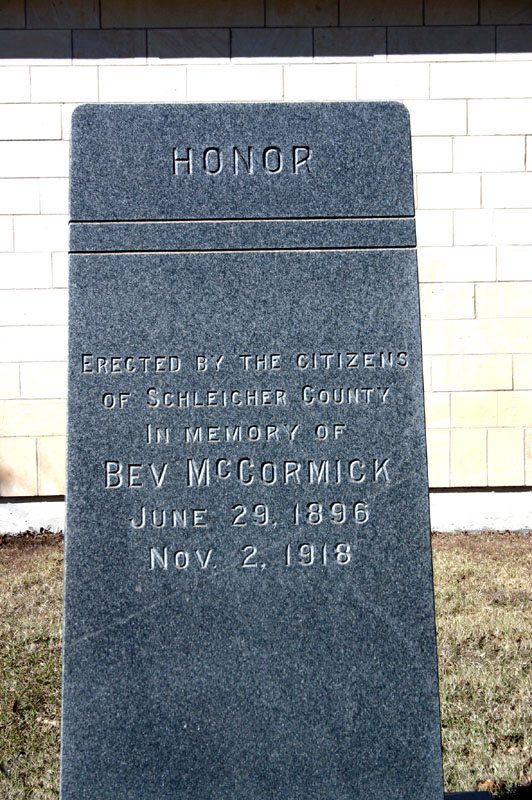 HONOR
ERECTED BY THE CITIZENS
OF SCHLEICHER COUNTY
IN MEMORY OF
BEV McCORMICK
JUNE 29, 1896
NOV. 2, 1918